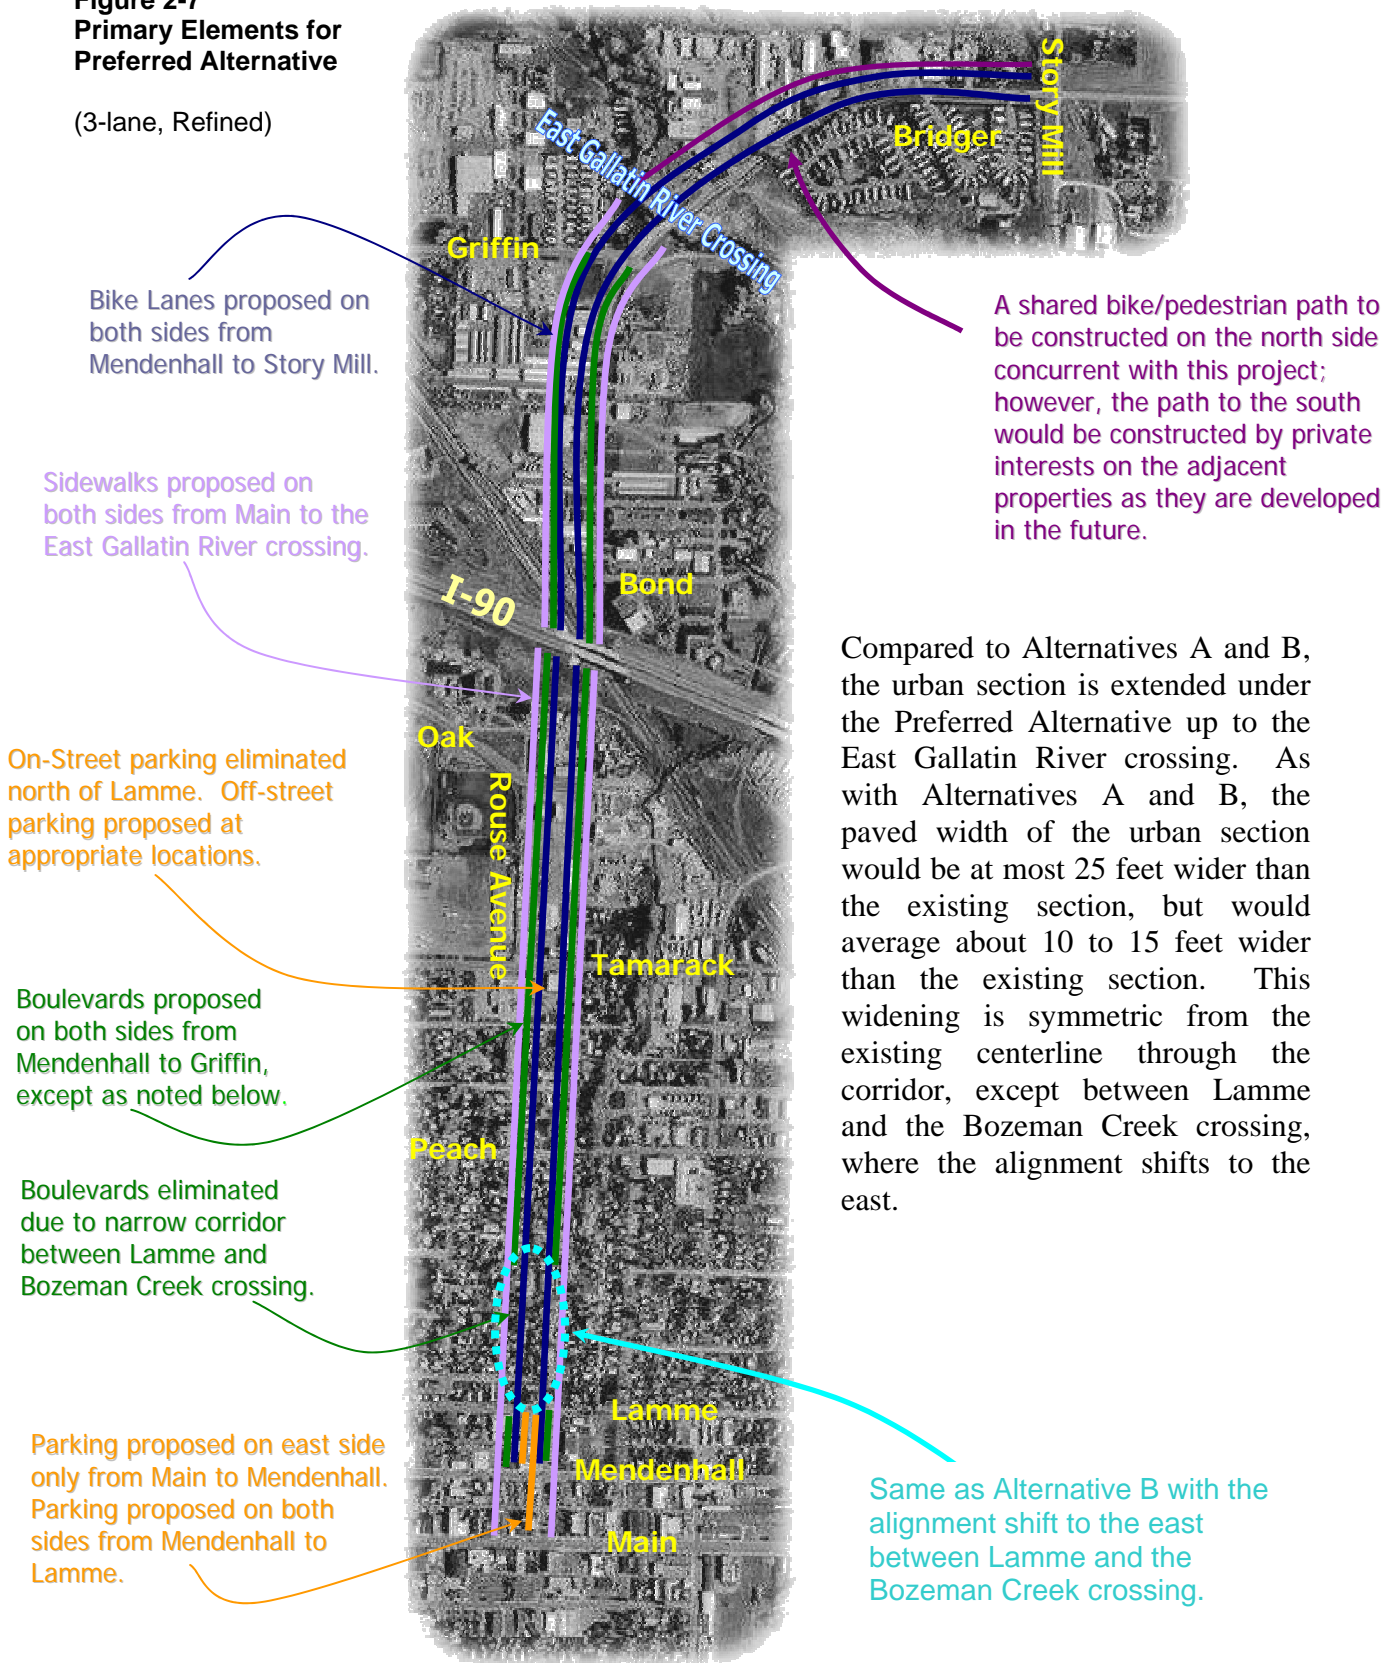 Figure 2-7
Primary Elements for
Preferred Alternative
(3-lane, Refined)
Story Mill
Bridger
East Gallatin River Crossing
Griffin
Bike Lanes proposed on
both sides from
Mendenhall to Story Mill.
A shared bike/pedestrian path to
be constructed on the north side
concurrent with this project;
however, the path to the south
would be constructed by private
interests on the adjacent
properties as they are developed
in the future.
Sidewalks proposed on
both sides from Main to the
East Gallatin River crossing.
Bond
I-90
Compared to Alternatives A and B,
the urban section is extended under
the Preferred Alternative up to the
East Gallatin River crossing. As
with Alternatives A and B, the
paved width of the urban section
would be at most 25 feet wider than
the existing section, but would
average about 10 to 15 feet wider
than the existing section. This
widening is symmetric from the
existing centerline through the
corridor, except between Lamme
and the Bozeman Creek crossing,
where the alignment shifts to the
east.
Oak
On-Street parking eliminated
north of Lamme. Off-street
parking proposed at
appropriate locations.
Rouse Avenue
Tamarack
Boulevards proposed
on both sides from
Mendenhall to Griffin,
except as noted below.
Peach
Boulevards eliminated
due to narrow corridor
between Lamme and
Bozeman Creek crossing.
Lamme
Mendenhall
Parking proposed on east side
only from Main to Mendenhall.
Parking proposed on both
sides from Mendenhall to
Lamme.
Main
Same as Alternative B with the
alignment shift to the east
between Lamme and the
Bozeman Creek crossing.